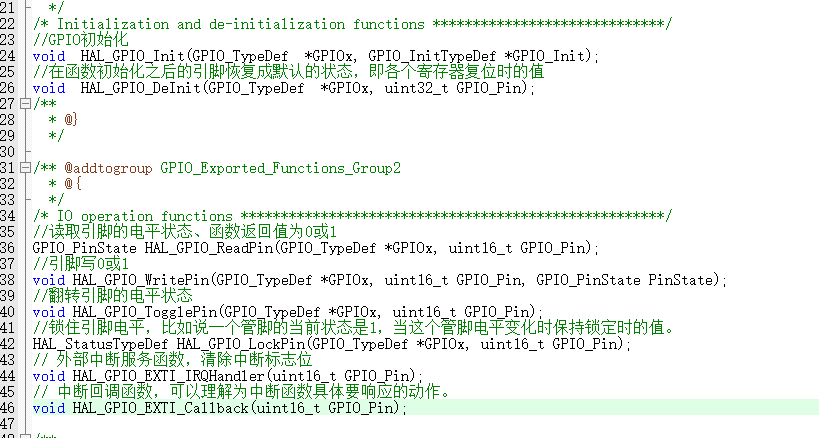 21 */
22 /* Initialization and de-initialization functions *****************************/
23 //GPIO初始化
24 void  HAL_GPIO_Init(GPIO_TypeDef  *GPIOx, GPIO_InitTypeDef *GPIO_Init);
25 //在函数初始化之后的引脚恢复成默认的状态，即各个寄存器复位时的值
26 void  HAL_GPIO_DeInit(GPIO_TypeDef  *GPIOx, uint32_t GPIO_Pin);
27 /**
28 * @}
29 */
30
31 /** @addtogroup GPIO_Exported_Functions_Group2
32 * @{
33 */
34 /* IO operation functions *****************************************************/
35 //读取引脚的电平状态、函数返回值为0或1
36 GPIO_PinState HAL_GPIO_ReadPin(GPIO_TypeDef *GPIOx, uint16_t GPIO_Pin);
37 //引脚写0或1
38 void HAL_GPIO_WritePin(GPIO_TypeDef *GPIOx, uint16_t GPIO_Pin, GPIO_PinState PinState);
39 //翻转引脚的电平状态
40 void HAL_GPIO_TogglePin(GPIO_TypeDef *GPIOx, uint16_t GPIO_Pin);
41 //锁住引脚电平，比如说一个管脚的当前状态是1，当这个管脚电平变化时保持锁定时的值。
42 HAL_StatusTypeDef HAL_GPIO_LockPin(GPIO_TypeDef *GPIOx, uint16_t GPIO_Pin);
43 // 外部中断服务函数，清除中断标志位
44 void HAL_GPIO_EXTI_IRQHandler(uint16_t GPIO_Pin);
45 // 中断回调函数，可以理解为中断函数具体要响应的动作。
46 void HAL_GPIO_EXTI_Callback(uint16_t GPIO_Pin);
47